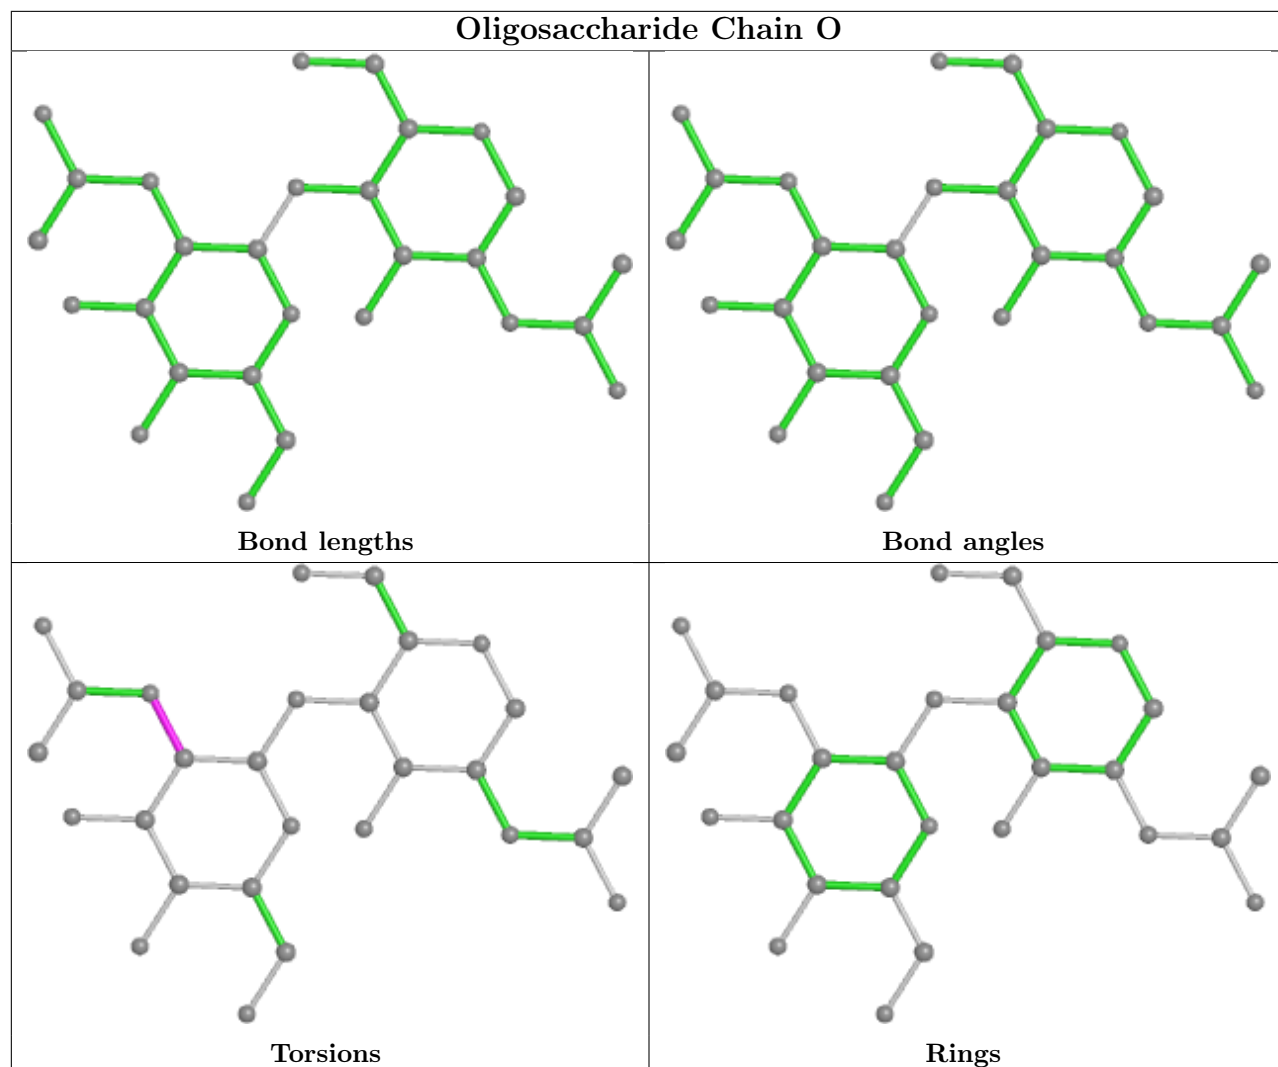 Oligosaccharide Chain O
Bond lengths
Bond angles
Torsions
Rings